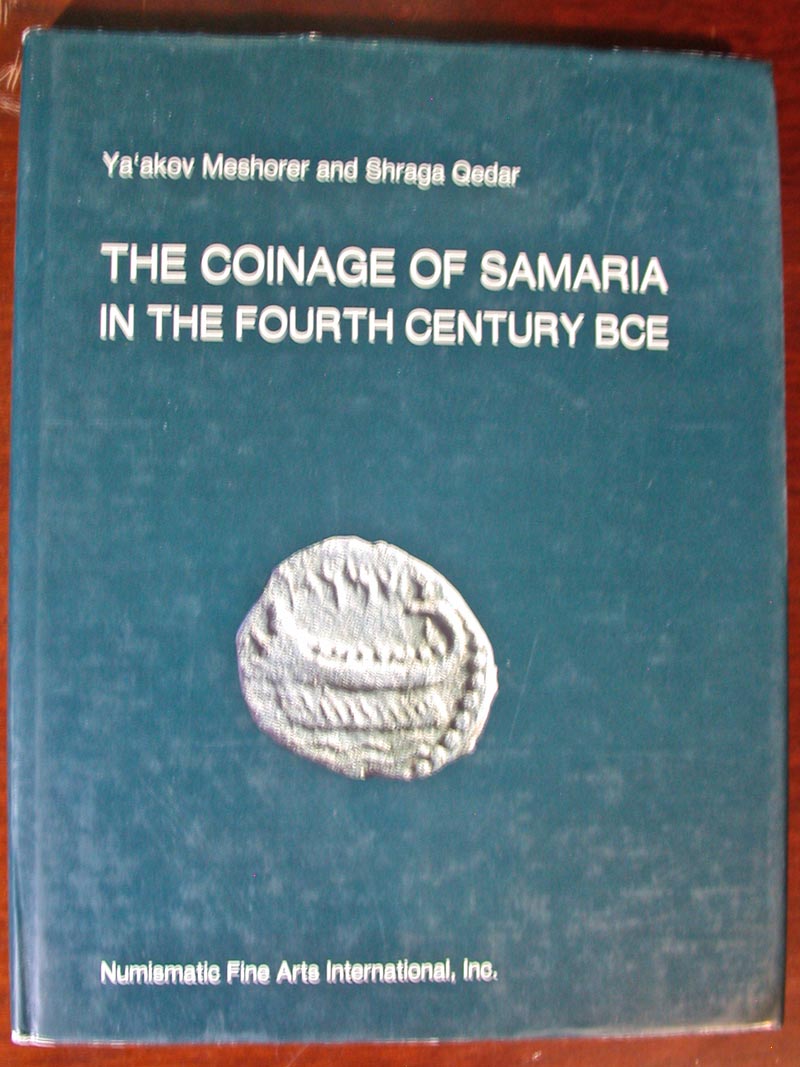 Ya‘akov Meshorer and Shraga Qedar
THE COINAGE OF SAMARIA
IN THE FOURTH CENTURY BCE
Numismatic Fine Arts International, Inc.